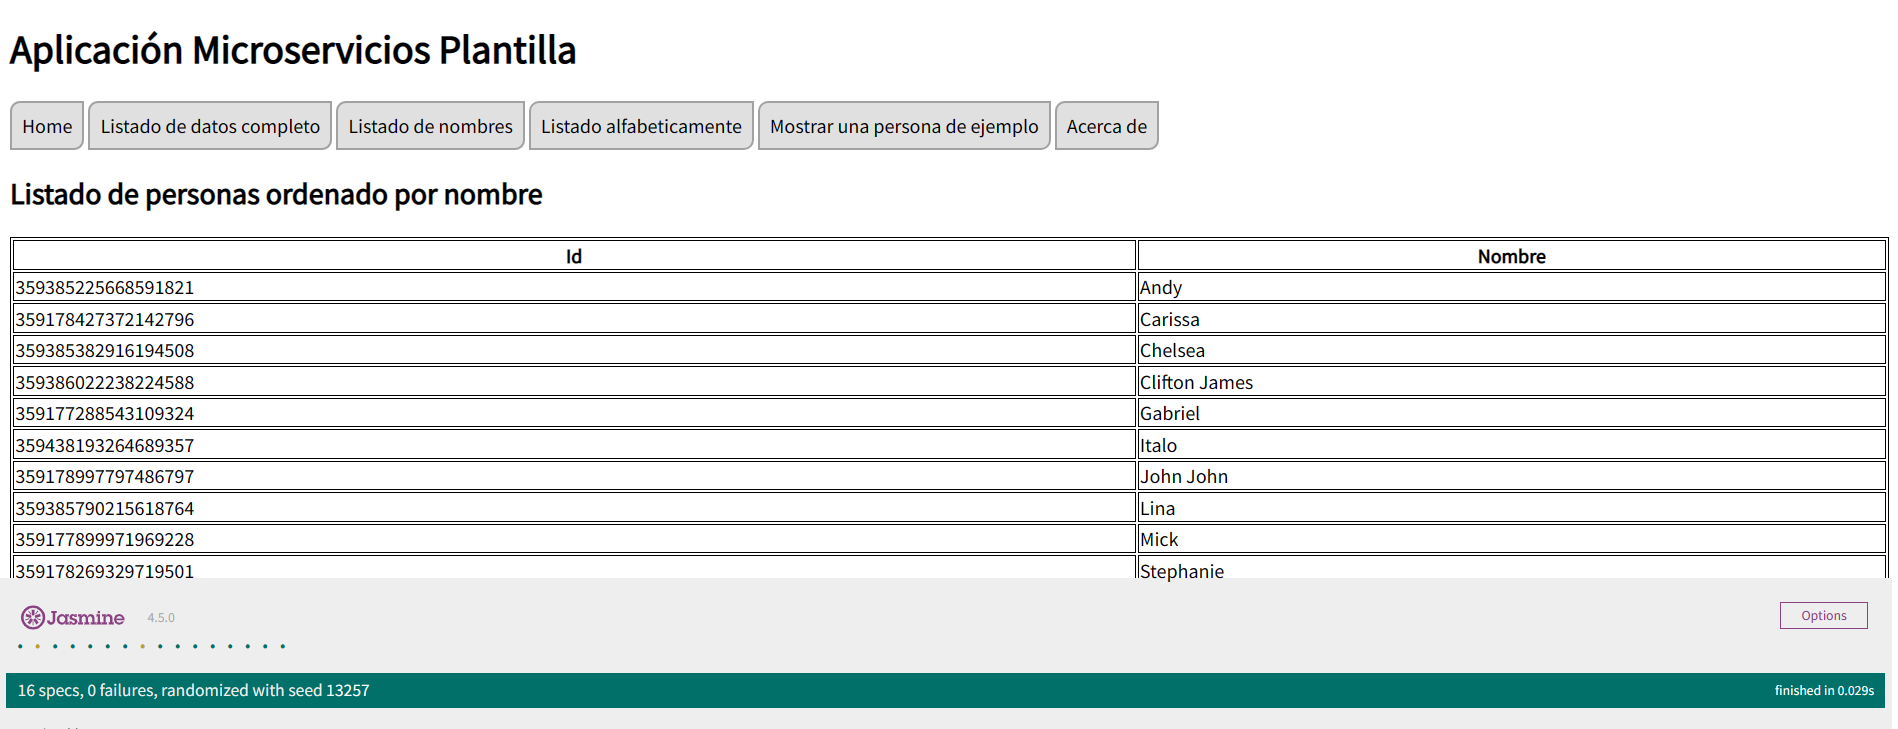 Aplicación Microservicios Plantilla
Home Listado de datos completo Listado de nombres Listado alfabeticamente Mostrar una persona de ejemplo Acerca de
Listado de personas ordenado por nombre
Id Nombre
359385225668591821 Andy
359178427372142796 Carissa
359385382916194508 Chelsea
359386022238224588 Clifton James
359177288543109324 Gabriel
359438193264689357 Italo
359178997797486797 John John
359385790215618764 Lina
359177899971969228 Mick
359178269329719501 Stephanie
Jasmine 4.5.0 Options
16 specs, 0 failures, randomized with seed 13257 finished in 0.029s